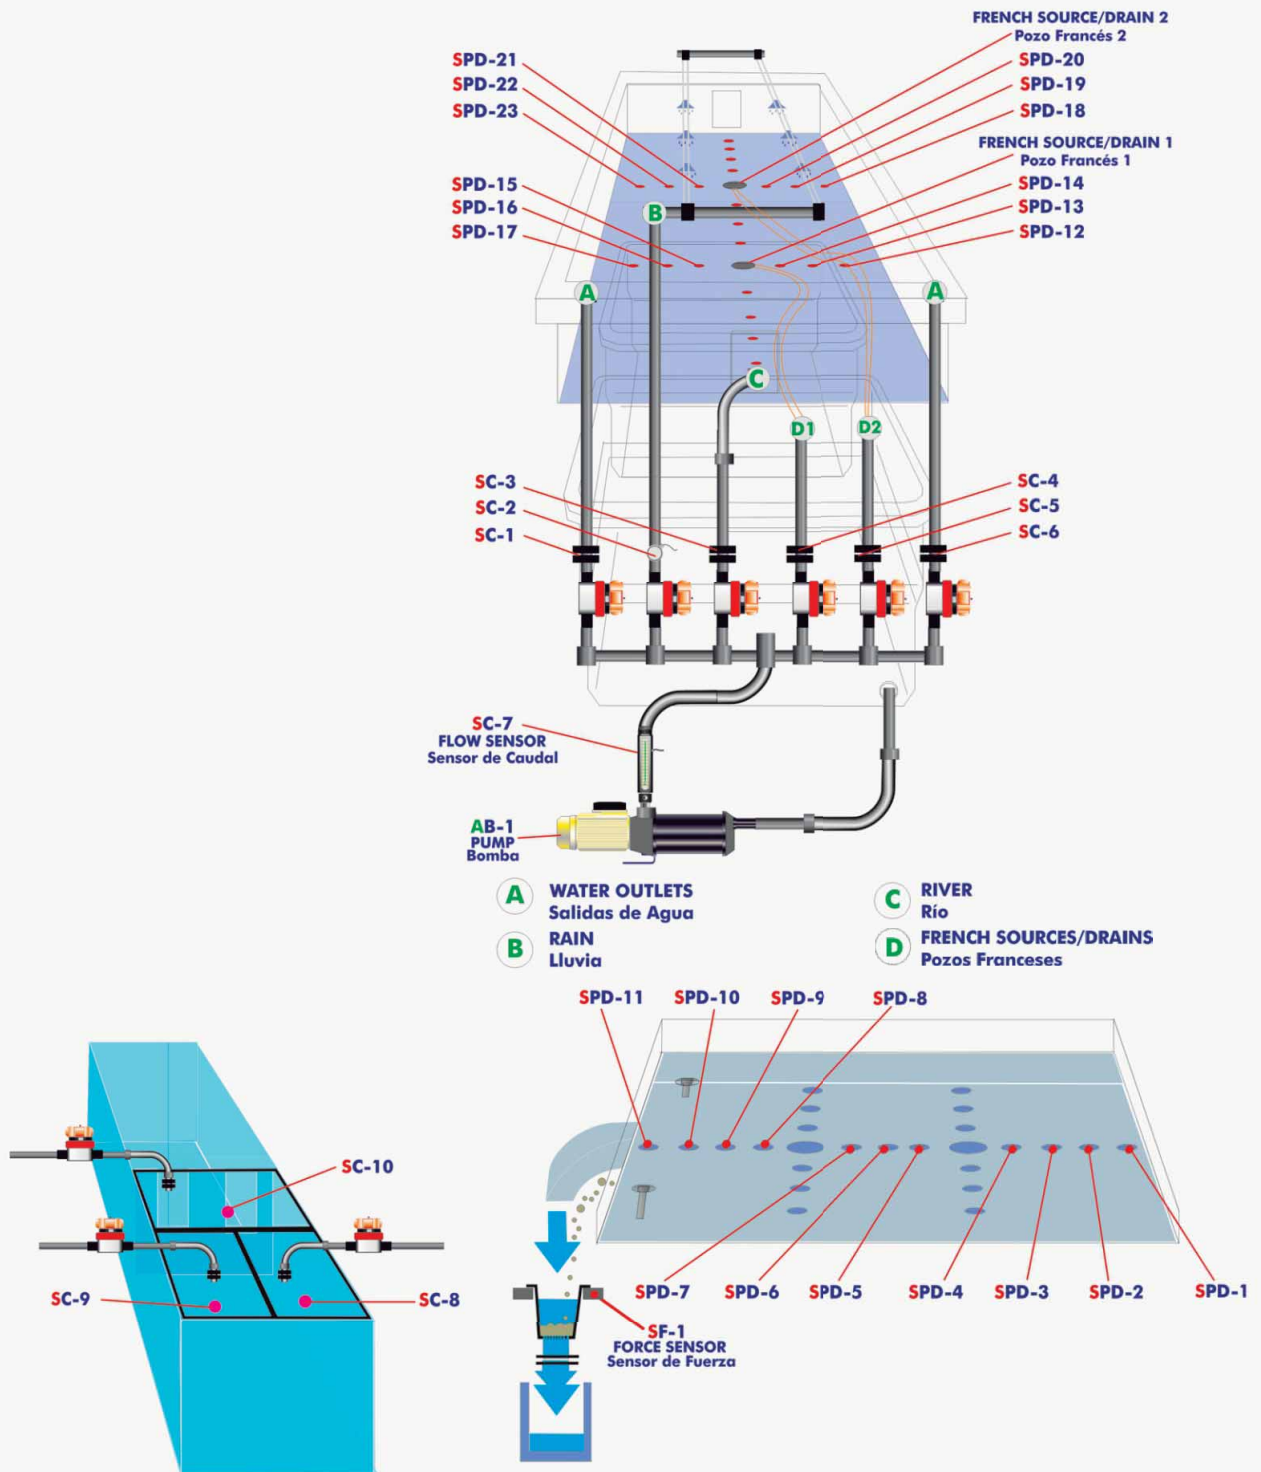 FRENCH SOURCE/DRAIN 2
Pozo Francés 2
SPD-21
SPD-22
SPD-23
SPD-20
SPD-19
SPD-18
FRENCH SOURCE/DRAIN 1
Pozo Francés 1
SPD-15
SPD-16
SPD-17
SPD-14
SPD-13
SPD-12
B
A
A
C
D1
D2
SC-3
SC-2
SC-1
SC-4
SC-5
SC-6
SC-7
FLOW SENSOR
Sensor de Caudal
AB-1
PUMP
Bomba
A WATER OUTLETS
Salidas de Agua
B RAIN
Lluvia
C RIVER
Río
D FRENCH SOURCES/DRAINS
Pozos Franceses
SPD-11
SPD-10
SPD-9
SPD-8
SC-10
SC-9
SC-8
SPD-7
SPD-6
SPD-5
SPD-4
SPD-3
SPD-2
SPD-1
SF-1
FORCE SENSOR
Sensor de Fuerza